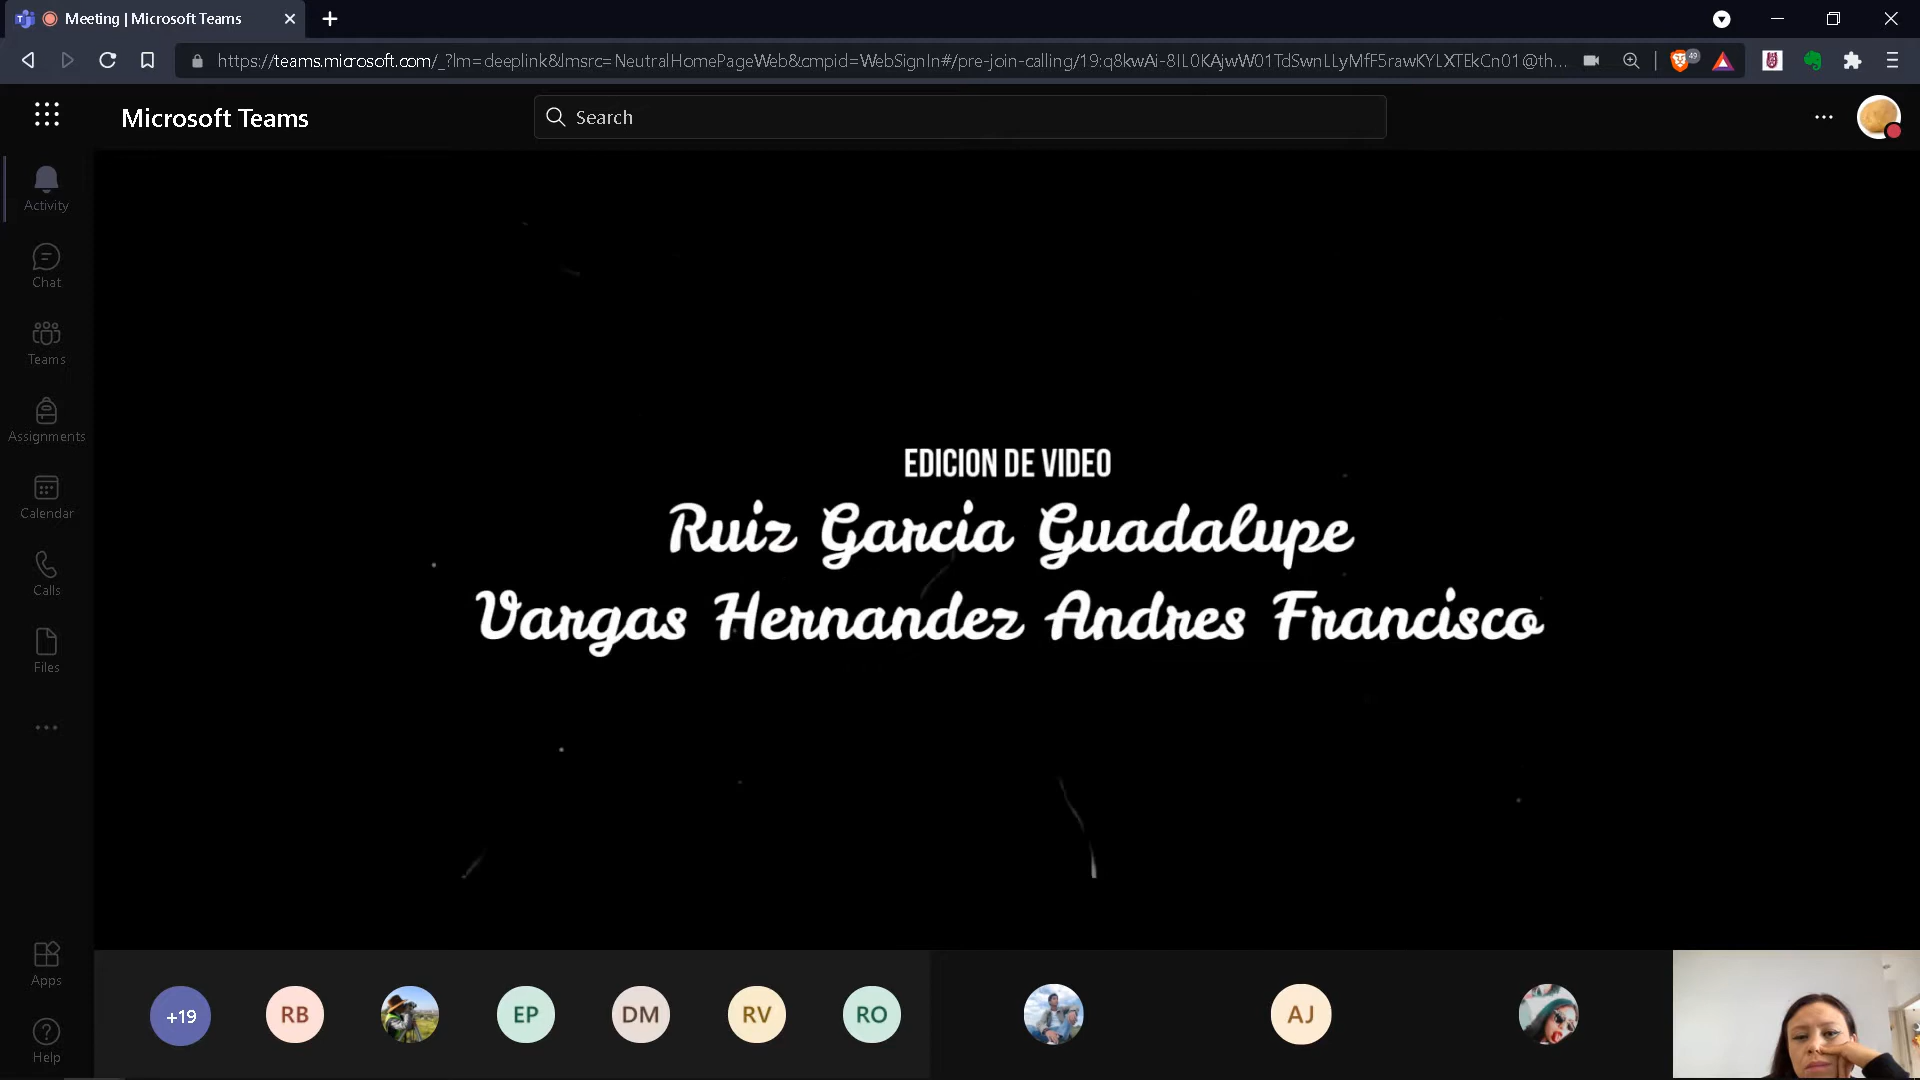 Meeting | Microsoft Teams
https://teams.microsoft.com/_?lm=deeplink&lmsrc=NeutralHomePageWeb&cmpid=WebSignIn#/pre-join-calling/19:q8kwAi-8IL0KAjwW01TdSwnLLyMfF5rawKYLXTEkCn01@th...
49
Microsoft Teams
Search
Activity
Chat
Teams
Assignments
Calendar
Calls
Files
Apps
Help
EDICION DE VIDEO
Ruiz Garcia Guadalupe
Vargas Hernandez Andres Francisco
+19
RB
EP
DM
RV
RO
AJ